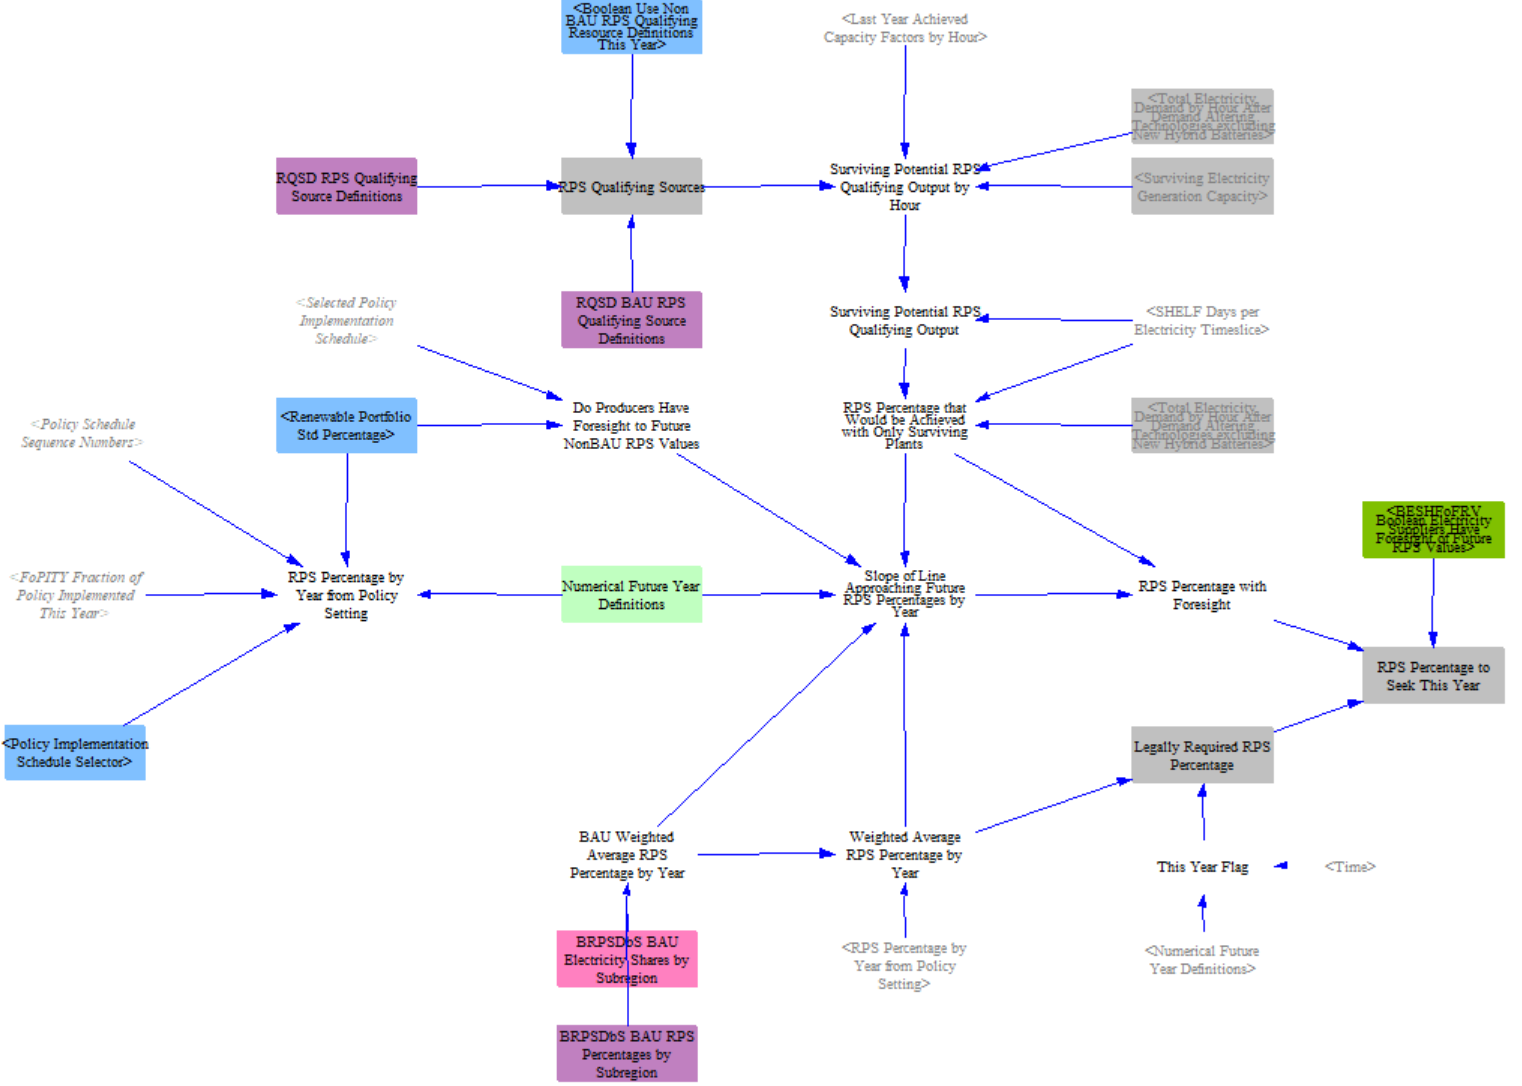 <Boolean Use Non
BAU RPS Qualifying
Resource Definitions
This Year>
<Last Year Achieved
Capacity Factors by Hour>
<Total Electricity
Demand by Hour After
Demand Altering
Technologies excluding
New Hybrid Batteries>
RQSD RPS Qualifying
Source Definitions
RPS Qualifying Sources
Surviving Potential RPS
Qualifying Output by
Hour
<Surviving Electricity
Generation Capacity>
<Selected Policy
Implementation
Schedule>
RQSD BAU RPS
Qualifying Source
Definitions
Surviving Potential RPS
Qualifying Output
<SHELF Days per
Electricity Timeslice>
<Policy Schedule
Sequence Numbers>
<Renewable Portfolio
Std Percentage>
Do Producers Have
Foresight to Future
NonBAU RPS Values
RPS Percentage that
Would be Achieved
with Only Surviving
Plants
<Total Electricity
Demand by Hour After
Demand Altering
Technologies excluding
New Hybrid Batteries>
<BESHFoFRV
Boolean Electricity
Suppliers Have
Foresight of Future
RPS Values>
<FoPITY Fraction of
Policy Implemented
This Year>
RPS Percentage by
Year from Policy
Setting
Numerical Future Year
Definitions
Slope of Line
Approaching Future
RPS Percentages by
Year
RPS Percentage with
Foresight
RPS Percentage to
Seek This Year
<Policy Implementation
Schedule Selector>
Legally Required RPS
Percentage
BAU Weighted
Average RPS
Percentage by Year
Weighted Average
RPS Percentage by
Year
This Year Flag
<Time>
BRPSDbS BAU
Electricity Shares by
Subregion
<RPS Percentage by
Year from Policy
Setting>
<Numerical Future
Year Definitions>
BRPSDbS BAU RPS
Percentages by
Subregion